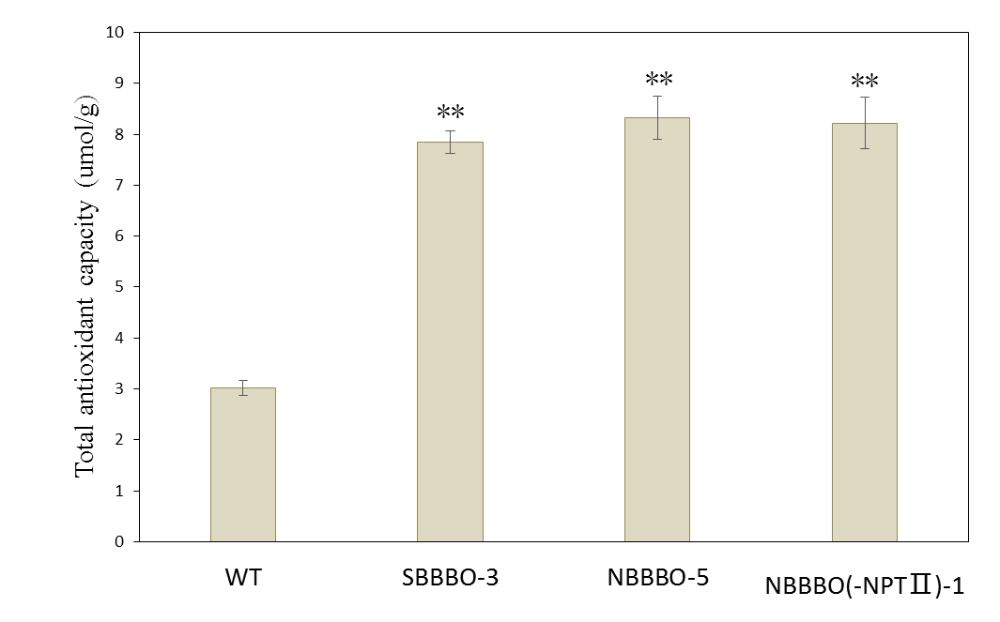 Total antioxidant capacity (umol/g)
10
9
8
7
6
5
4
3
2
1
0
**
**
**
WT
SBBBO-3
NBBBO-5
NBBBO(-NPTⅡ)-1